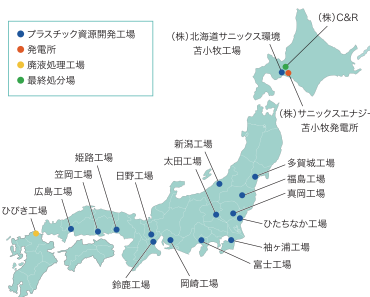 プラスチック資源開発工場
発電所
廃液処理工場
最終処分場
(株)C&R
(株)北海道サニックス環境
苫小牧工場
(株)サニックスエナジー
苫小牧発電所
新潟工場
太田工場
姫路工場
笠岡工場
日野工場
広島工場
ひびき工場
多賀城工場
福島工場
真岡工場
ひたちなか工場
袖ヶ浦工場
富士工場
岡崎工場
鈴鹿工場